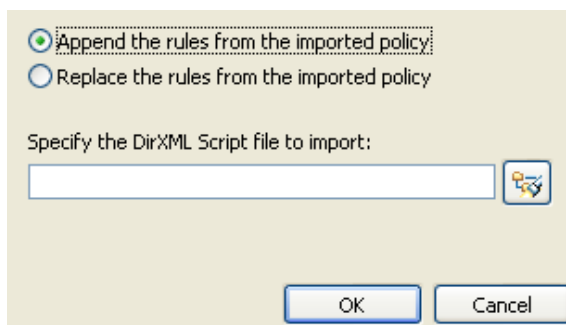 Append the rules from the imported policy
Replace the rules from the imported policy
Specify the DirXML Script file to import:
OK Cancel